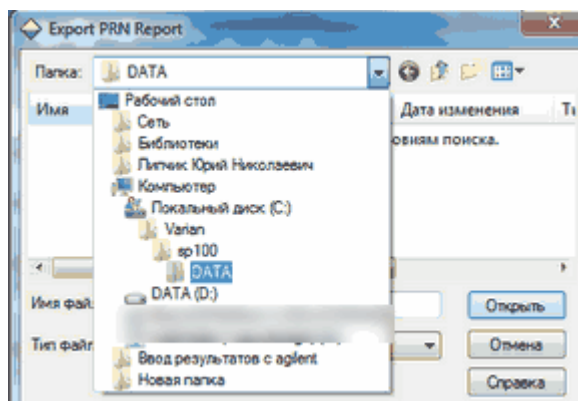 Export PRN Report
Папка: DATA
Имя Дата изменения
Рабочий стол
Сеть
Библиотеки
овиям поиска.
Липчик Юрий Николаевич
Компьютер
Локальный диск (C:)
Varian
sp100
DATA
DATA (D:)
Имя фай Открыть
Тип файл Отмена
Ввод результатов с agilent
Новая папка Справка